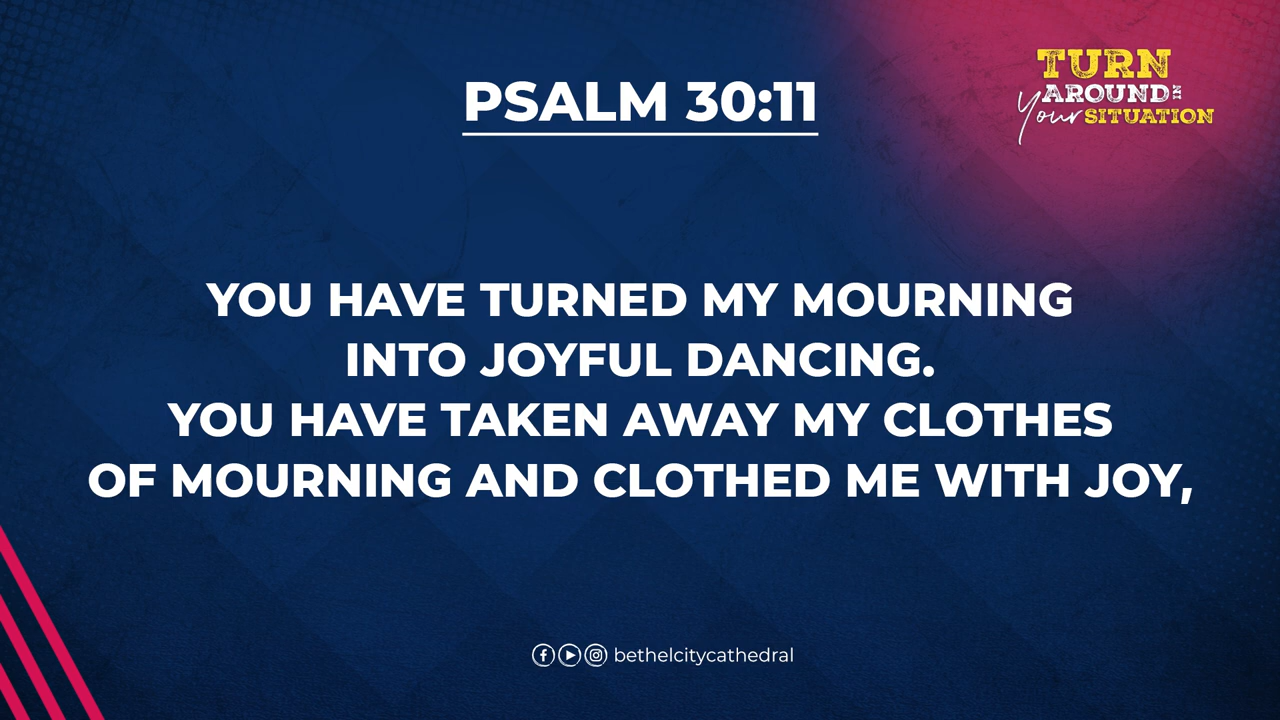 PSALM 30:11
TURN
AROUND IN
Your SITUATION
YOU HAVE TURNED MY MOURNING
INTO JOYFUL DANCING.
YOU HAVE TAKEN AWAY MY CLOTHES
OF MOURNING AND CLOTHED ME WITH JOY,
bethelcitycathedral